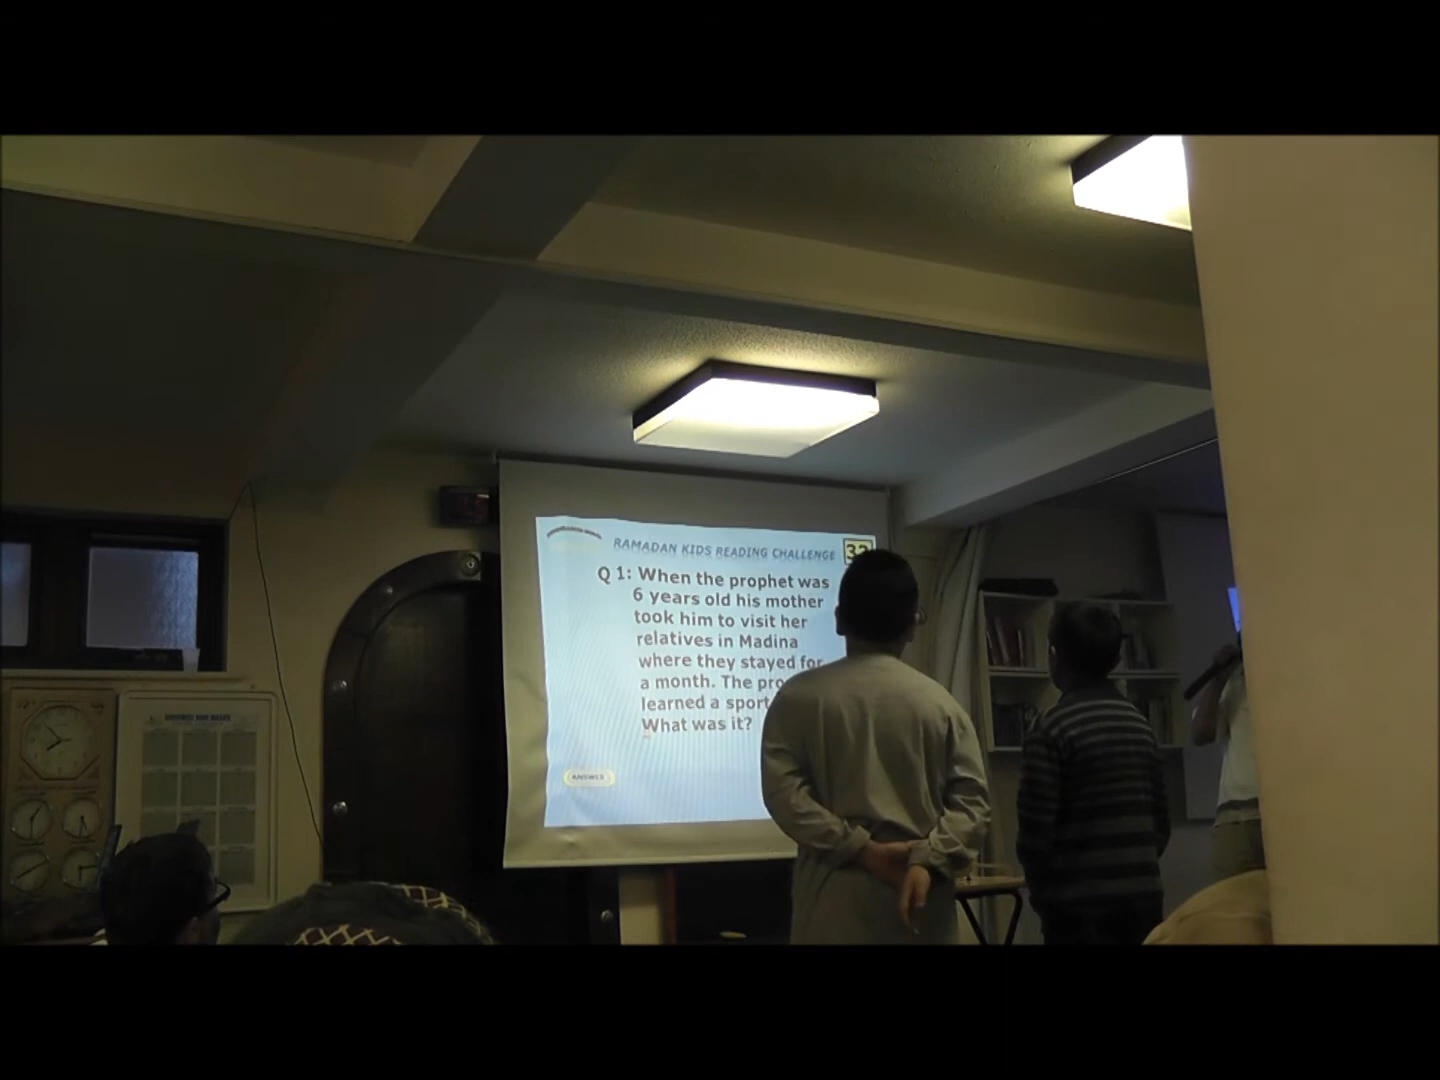 RAMADAN KIDS READING CHALLENGE
Q 1: When the prophet was
6 years old his mother
took him to visit her
relatives in Madina
where they stayed for
a month. The
learned a sport
What was it?
ANSWER